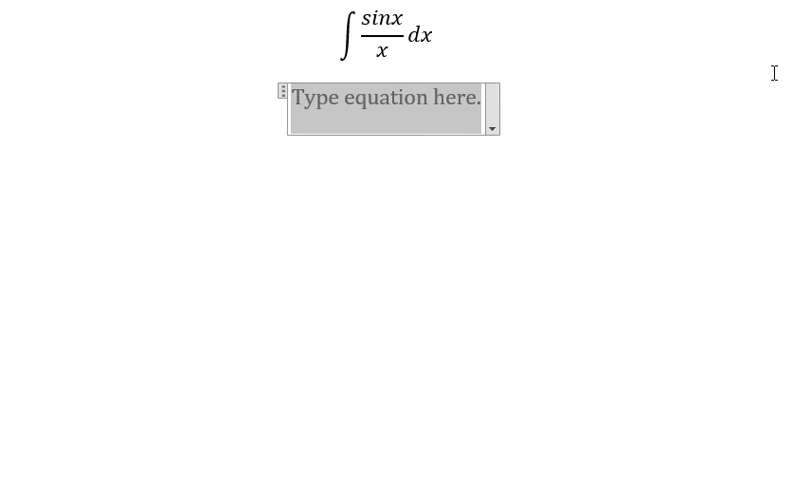 ∫ sinx/x dx
Type equation here.